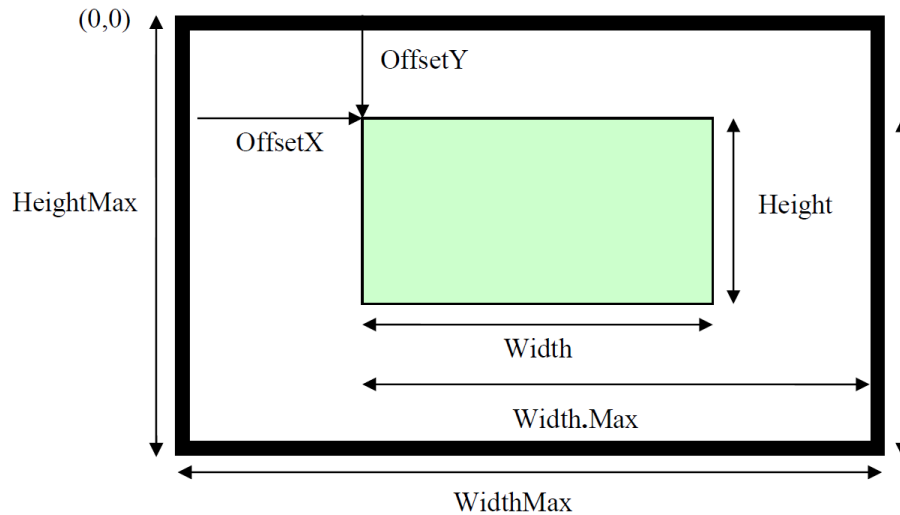 (0,0)
OffsetY
OffsetX
HeightMax
Height
Width
Width.Max
WidthMax